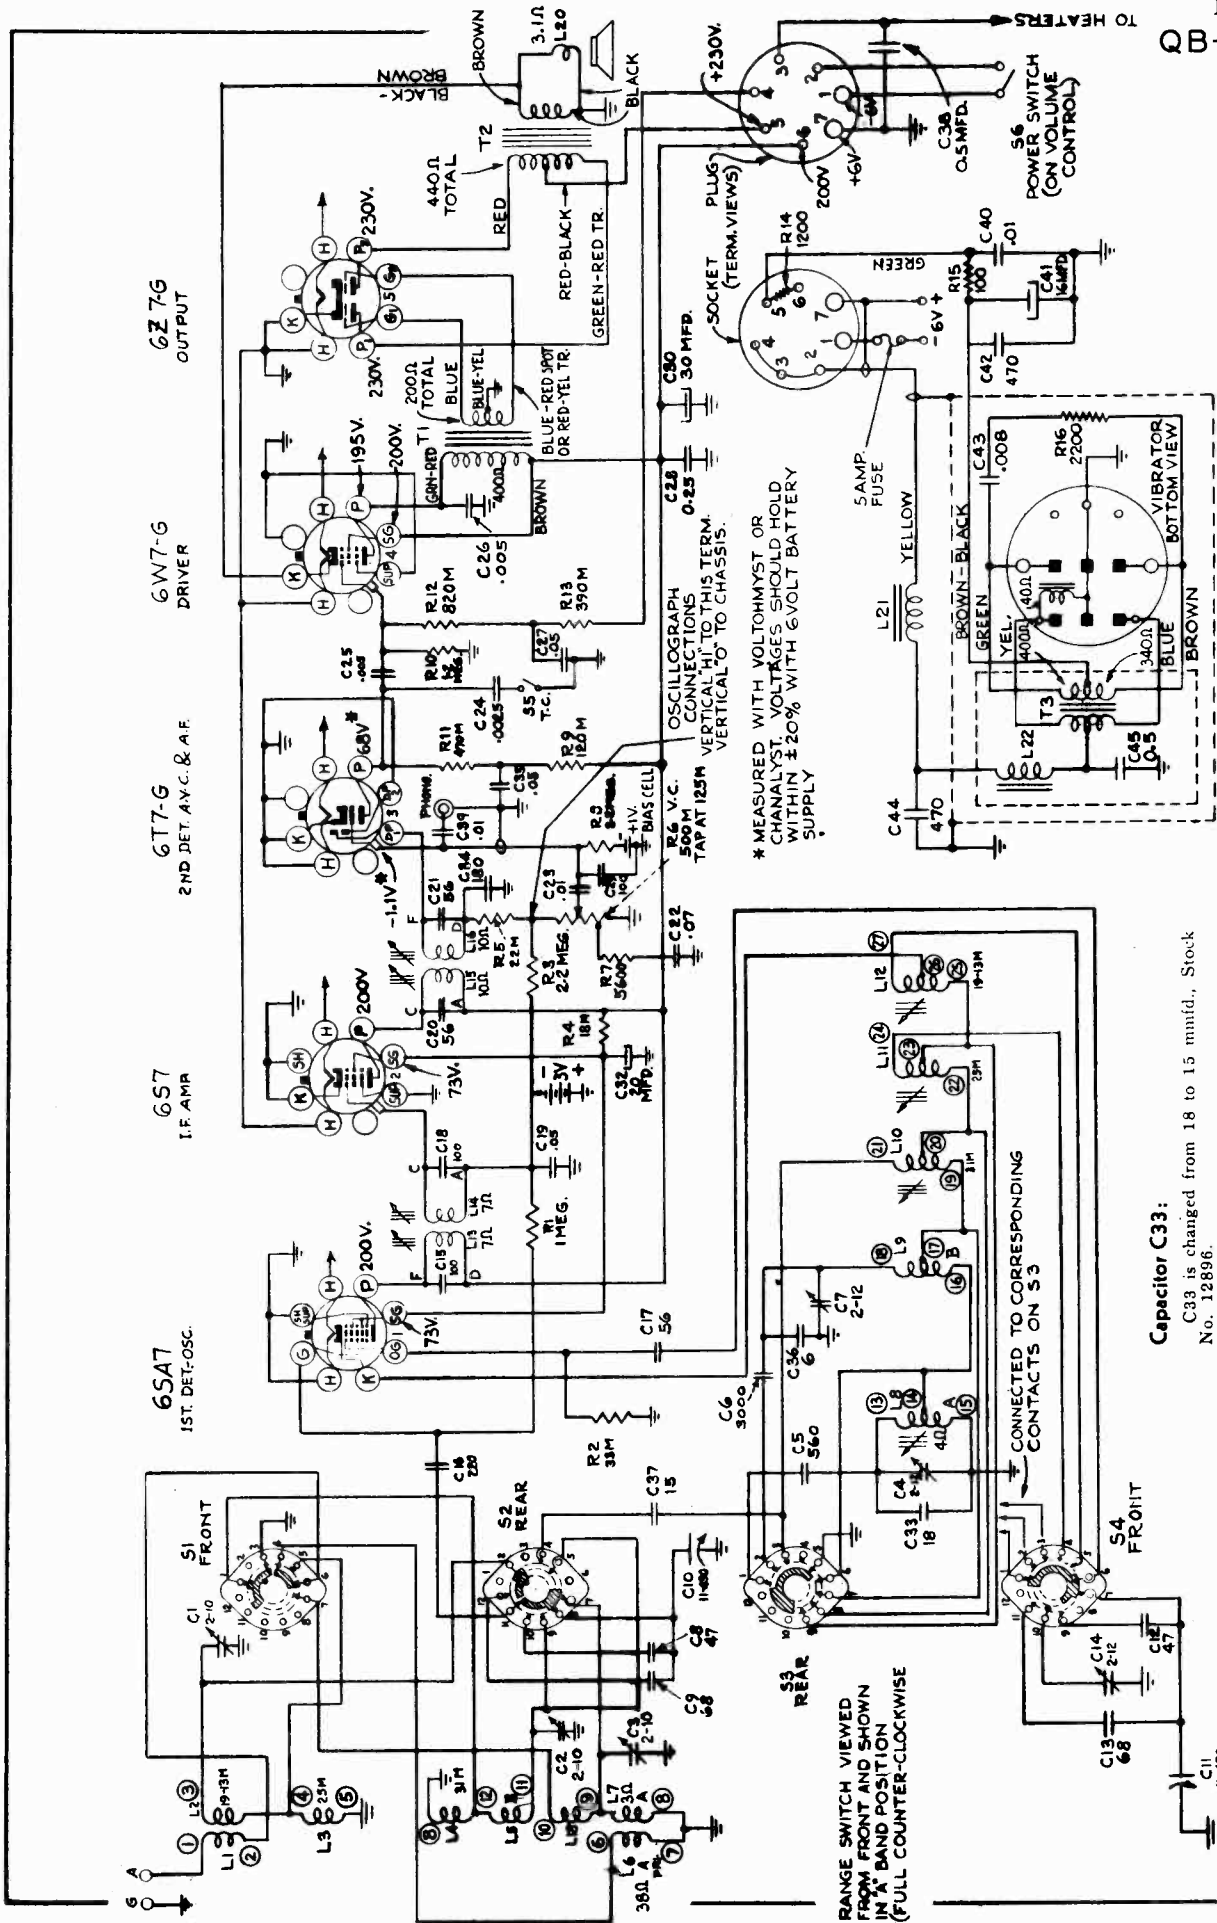 QB-
6SA7
1ST. DET.-OSC.
6S7
I.F. AMP
6T7-G
2ND DET. A.V.C. & A.F.
6W7-G
DRIVER
6Z7-G
OUTPUT
G
A
L1
L2
19-13M
L3
25M
C1
2-10
S1
FRONT
L4
31M
L5
L18
C2
2-10
C3
2-10
L6
38Ω
A
PRI.
L7
3Ω
A
S2
REAR
C9
68
C8
47
C10
C16
220
C37
15
R2
33M
C17
56
73V.
200V.
F
D
C15
100
L13
7Ω
L14
7Ω
C
A
C18
100
R1
1 MEG.
C19
.05
3V
73V.
200V
C20
56
C
A
L15
10Ω
L16
10Ω
F
D
C21
56
C34
180
R4
18M
C32
20
MFD.
R5
22M
R3
2.2 MEG.
R7
5600
C22
.07
C23
.01
R6 V.C.
500M
TAP AT 125M
+1V.
BIAS CELL
-1.1V*
68V*
PHONO.
C39
.01
C35
.05
R11
470M
R9
120M
C25
.005
R10
C24
.0025
S5
T.C.
R12
820M
C27
.05
R13
390M
OSCILLOGRAPH
CONNECTIONS
VERTICAL "HI" TO THIS TERM.
VERTICAL "O" TO CHASSIS.
195V.
200V.
GRN-RED
C26
.005
400Ω
BROWN
T1
200Ω
TOTAL
BLUE
BLUE-YEL
BLUE-RED SPOT
OR RED-YEL TR.
C28
0.25
C30
30 MFD.
230V.
230V.
440Ω
TOTAL
RED
RED-BLACK
GREEN-RED TR.
T2
BLACK-
BROWN
BROWN
BLACK
3.1Ω
L20
+230V.
PLUG
SOCKET
(TERM. VIEWS)
200V
+6V
-6V
C38
0.5 MFD.
TO HEATERS
S6
POWER SWITCH
(ON VOLUME
CONTROL)
R14
1200
GREEN
5 AMP.
FUSE
-6V+
R15
100
C40
.01
C41
16 MFD
C42
470
YELLOW
L21
BROWN-BLACK
GREEN
YEL.
400Ω
40Ω
340Ω
BLUE
BROWN
C43
.008
R16
2200
VIBRATOR
BOTTOM VIEW
T3
L22
C45
0.5
C44
470
* MEASURED WITH VOLTOHMYST OR
CHANALYST. VOLTAGES SHOULD HOLD
WITHIN ±20% WITH 6 VOLT BATTERY
SUPPLY
C6
3000
C36
6
C7
2-12
L9
B
C5
560
C4
2-12
C33
18
L8
4Ω
A
L10
31M
L11
25M
L12
19-13M
S3
REAR
S4
FRONT
CONNECTED TO CORRESPONDING
CONTACTS ON S3
RANGE SWITCH VIEWED
FROM FRONT AND SHOWN
IN "A" BAND POSITION
(FULL COUNTER-CLOCKWISE
C13
68
C14
2-12
C12
47
C11
Capacitor C33:
C33 is changed from 18 to 15 mmfd., Stock
No. 12896.